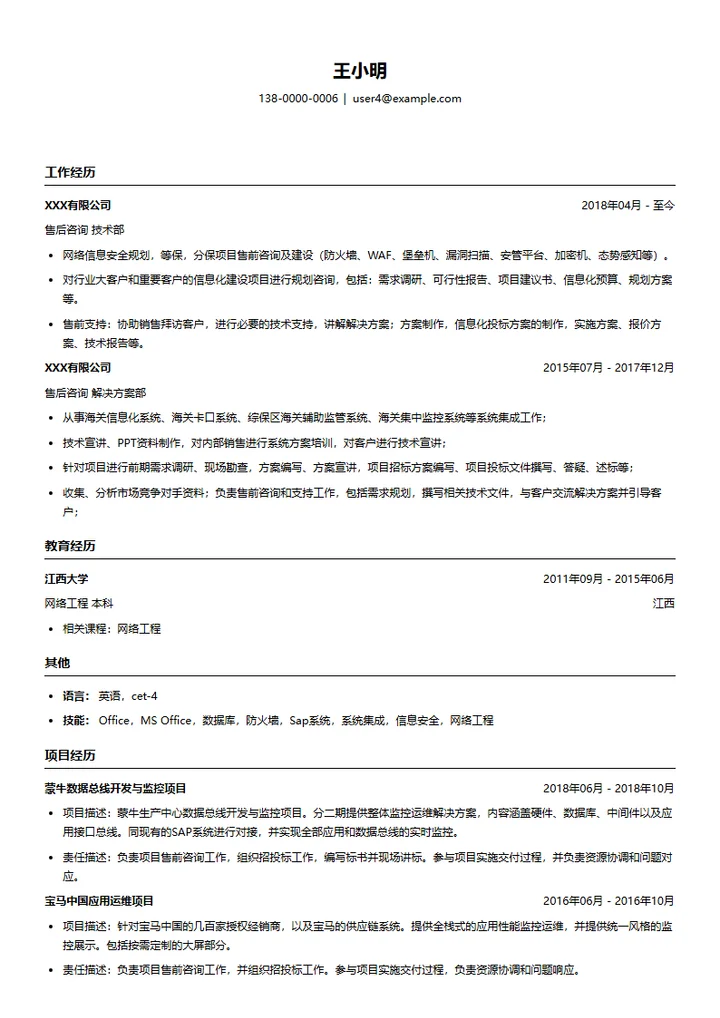 王小明
138-0000-0006 | user4@example.com
工作经历
XXX有限公司 2018年04月 - 至今
售后咨询 技术部
• 网络信息安全规划，等保，分保项目售前咨询及建设（防火墙、WAF、堡垒机、漏洞扫描、安管平台、加密机、态势感知等）。
• 对行业大客户和重要客户的信息化建设项目进行规划咨询，包括：需求调研、可行性报告、项目建议书、信息化预算、规划方案
等。
• 售前支持：协助销售拜访客户，进行必要的技术支持，讲解解决方案；方案制作，信息化投标方案的制作，实施方案、报价方
案、技术报告等。
XXX有限公司 2015年07月 - 2017年12月
售后咨询 解决方案部
• 从事海关信息化系统、海关卡口系统、综保区海关辅助监管系统、海关集中监控系统等系统集成工作；
• 技术宣讲、PPT资料制作，对内部销售进行系统方案培训，对客户进行技术宣讲；
• 针对项目进行前期需求调研、现场勘查，方案编写、方案宣讲，项目招标方案编写、项目投标文件撰写、答疑、述标等；
• 收集、分析市场竞争对手资料；负责售前咨询和支持工作，包括需求规划，撰写相关技术文件，与客户交流解决方案并引导客
户；
教育经历
江西大学 2011年09月 - 2015年06月
网络工程 本科 江西
• 相关课程：网络工程
其他
• 语言： 英语，cet-4
• 技能： Office，MS Office，数据库，防火墙，Sap系统，系统集成，信息安全，网络工程
项目经历
蒙牛数据总线开发与监控项目 2018年06月 - 2018年10月
• 项目描述：蒙牛生产中心数据总线开发与监控项目。分二期提供整体监控运维解决方案，内容涵盖硬件、数据库、中间件以及应
用接口总线。同现有的SAP系统进行对接，并实现全部应用和数据总线的实时监控。
• 责任描述：负责项目售前咨询工作，组织招投标工作，编写标书并现场讲标。参与项目实施交付过程，并负责资源协调和问题对
应。
宝马中国应用运维项目 2016年06月 - 2016年10月
• 项目描述：针对宝马中国的几百家授权经销商，以及宝马的供应链系统。提供全栈式的应用性能监控运维，并提供统一风格的监
控展示。包括按需定制的大屏部分。
• 责任描述：负责项目售前咨询工作，并组织招投标工作。参与项目实施交付过程，负责资源协调和问题响应。